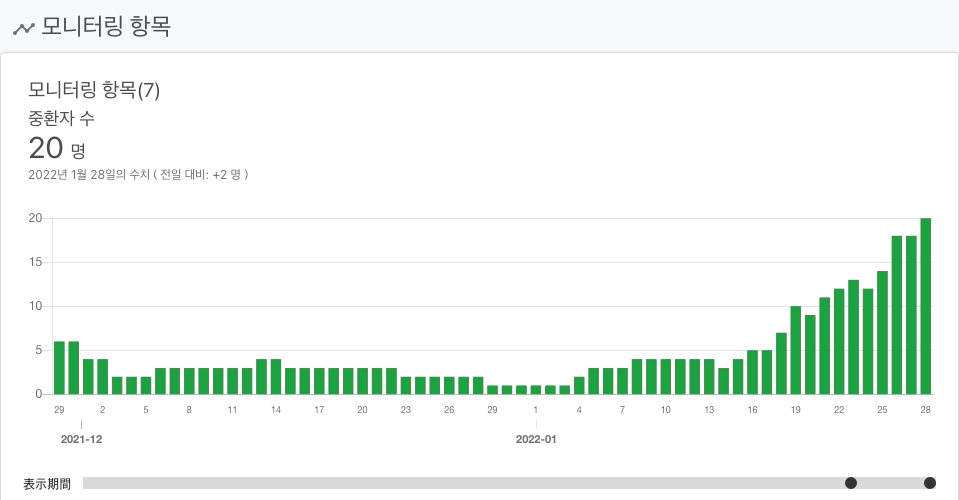 모니터링 항목
모니터링 항목(7)
중환자 수
20 명
2022년 1월 28일의 수치 ( 전일 대비: +2 명 )
20
15
10
5
0
29 2 5 8 11 14 17 20 23 26 29 1 4 7 10 13 16 19 22 25 28
2021-12 2022-01
表示期間